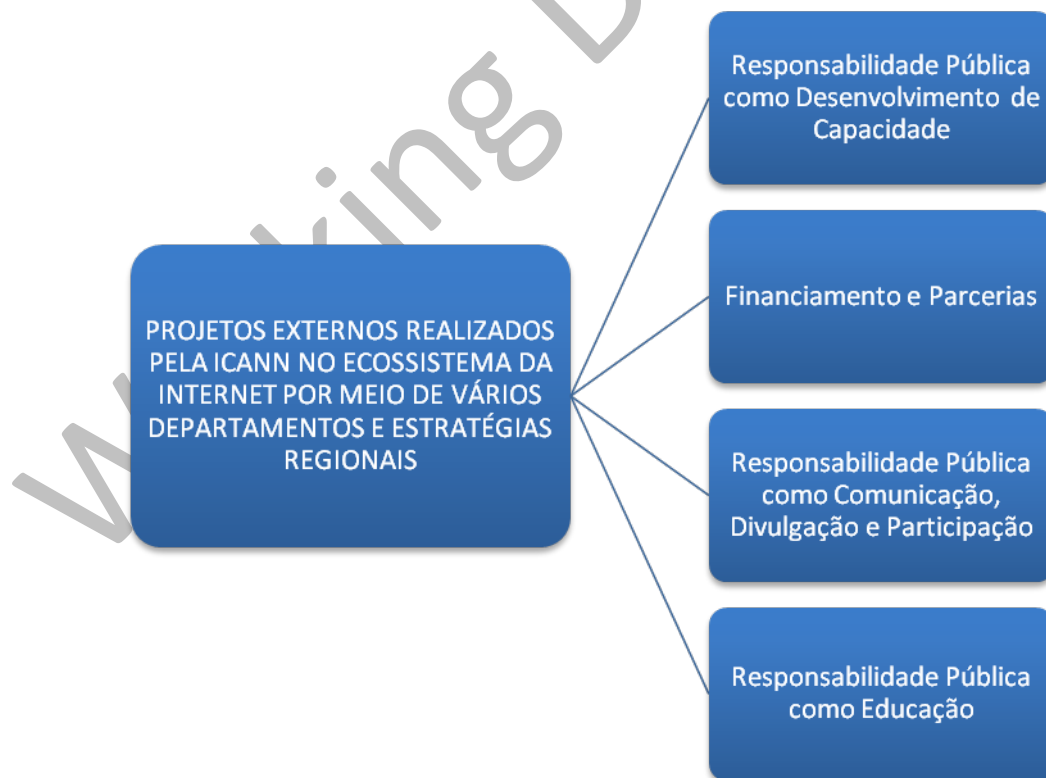 PROJETOS EXTERNOS REALIZADOS
PELA ICANN NO ECOSSISTEMA DA
INTERNET POR MEIO DE VÁRIOS
DEPARTAMENTOS E ESTRATÉGIAS
REGIONAIS
Responsabilidade Pública
como Desenvolvimento de
Capacidade
Financiamento e Parcerias
Responsabilidade Pública
como Comunicação,
Divulgação e Participação
Responsabilidade Pública
como Educação